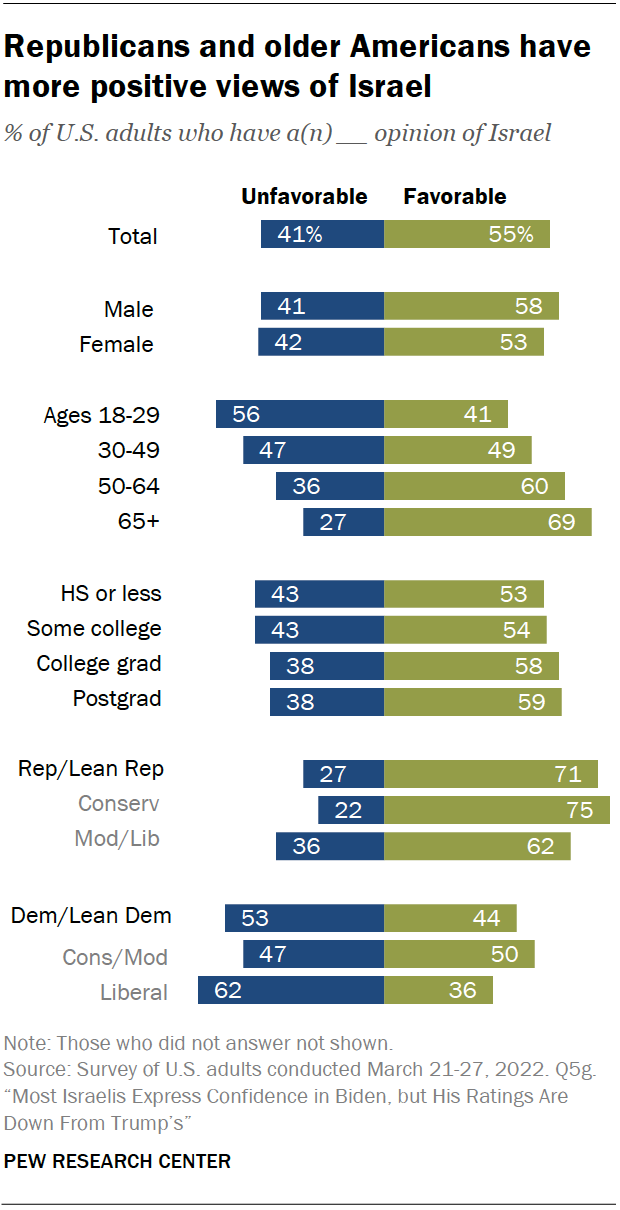 Republicans and older Americans have
more positive views of Israel
% of U.S. adults who have a(n) __ opinion of Israel
Unfavorable Favorable
Total 41% 55%
Male 41 58
Female 42 53
Ages 18-29 56 41
30-49 47 49
50-64 36 60
65+ 27 69
HS or less 43 53
Some college 43 54
College grad 38 58
Postgrad 38 59
Rep/Lean Rep 27 71
Conserv 22 75
Mod/Lib 36 62
Dem/Lean Dem 53 44
Cons/Mod 47 50
Liberal 62 36
Note: Those who did not answer not shown.
Source: Survey of U.S. adults conducted March 21-27, 2022. Q5g.
“Most Israelis Express Confidence in Biden, but His Ratings Are
Down From Trump’s”
PEW RESEARCH CENTER